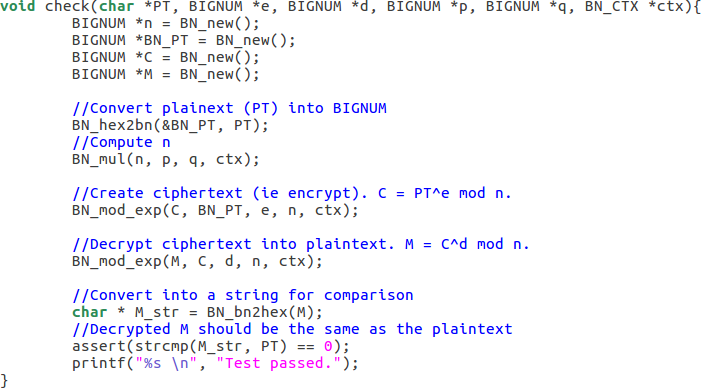 void check(char *PT, BIGNUM *e, BIGNUM *d, BIGNUM *p, BIGNUM *q, BN_CTX *ctx){
        BIGNUM *n = BN_new();
        BIGNUM *BN_PT = BN_new();
        BIGNUM *C = BN_new();
        BIGNUM *M = BN_new();

        //Convert plainext (PT) into BIGNUM
        BN_hex2bn(&BN_PT, PT);
        //Compute n
        BN_mul(n, p, q, ctx);

        //Create ciphertext (ie encrypt). C = PT^e mod n.
        BN_mod_exp(C, BN_PT, e, n, ctx);

        //Decrypt ciphertext into plaintext. M = C^d mod n.
        BN_mod_exp(M, C, d, n, ctx);

        //Convert into a string for comparison
        char * M_str = BN_bn2hex(M);
        //Decrypted M should be the same as the plaintext
        assert(strcmp(M_str, PT) == 0);
        printf("%s \n", "Test passed.");
}